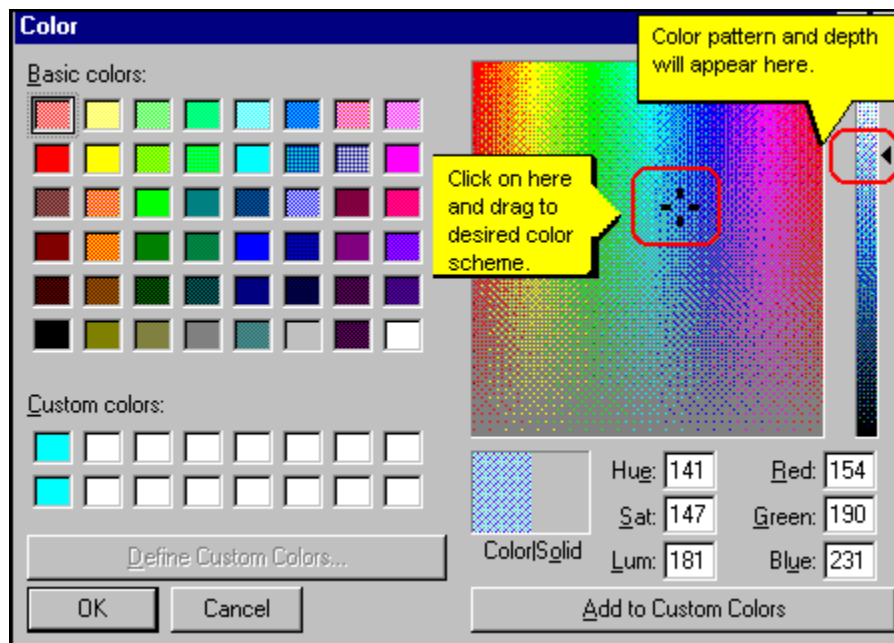 Color
Color pattern and depth
will appear here.
Basic colors:
Click on here
and drag to
desired color
scheme.
Custom colors:
Define Custom Colors...
OK
Cancel
Color|Solid
Hue: 141
Sat: 147
Lum: 181
Red: 154
Green: 190
Blue: 231
Add to Custom Colors